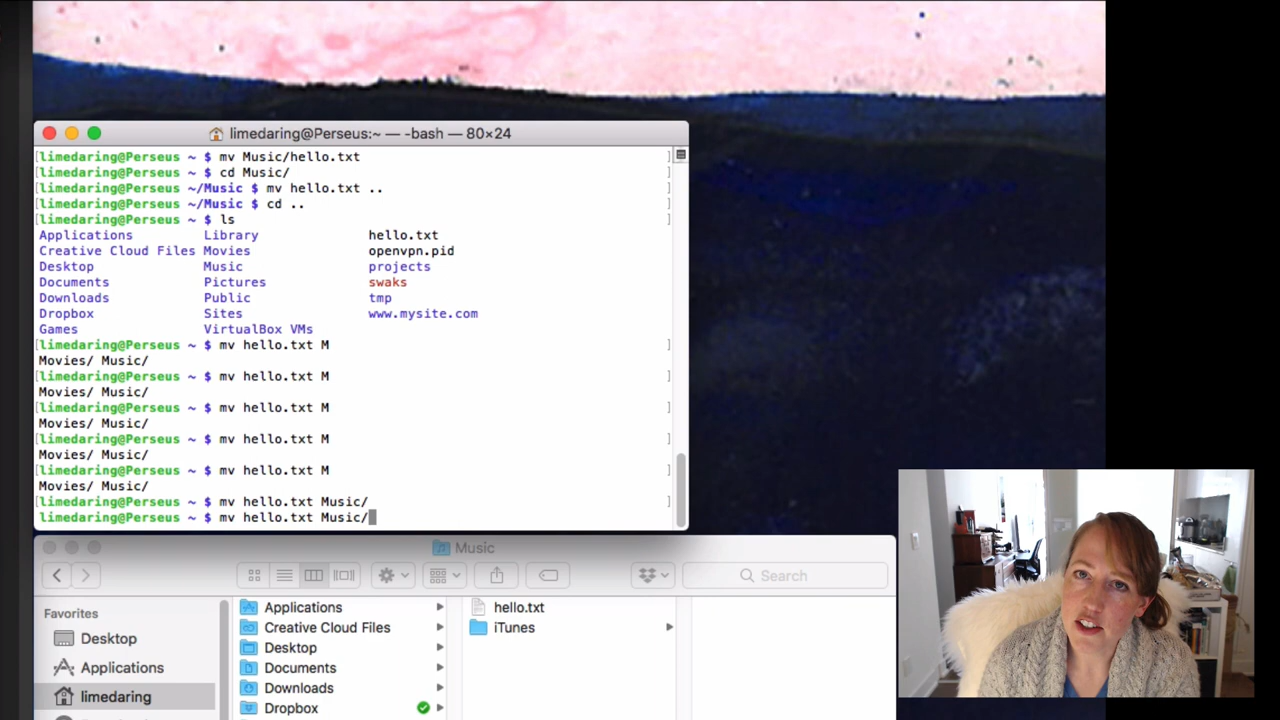 limedaring@Perseus:~ — -bash — 80×24
[limedaring@Perseus ~ $ mv Music/hello.txt ]
[limedaring@Perseus ~ $ cd Music/ ]
[limedaring@Perseus ~/Music $ mv hello.txt .. ]
[limedaring@Perseus ~/Music $ cd .. ]
[limedaring@Perseus ~ $ ls ]
Applications Library hello.txt
Creative Cloud Files Movies openvpn.pid
Desktop Music projects
Documents Pictures swaks
Downloads Public tmp
Dropbox Sites www.mysite.com
Games VirtualBox VMs
[limedaring@Perseus ~ $ mv hello.txt M ]
Movies/ Music/
[limedaring@Perseus ~ $ mv hello.txt M ]
Movies/ Music/
[limedaring@Perseus ~ $ mv hello.txt M ]
Movies/ Music/
[limedaring@Perseus ~ $ mv hello.txt M ]
Movies/ Music/
[limedaring@Perseus ~ $ mv hello.txt M ]
Movies/ Music/
[limedaring@Perseus ~ $ mv hello.txt Music/ ]
limedaring@Perseus ~ $ mv hello.txt Music/
Music
Search
Favorites
Desktop
Applications
limedaring
Applications
Creative Cloud Files
Desktop
Documents
Downloads
Dropbox
hello.txt
iTunes